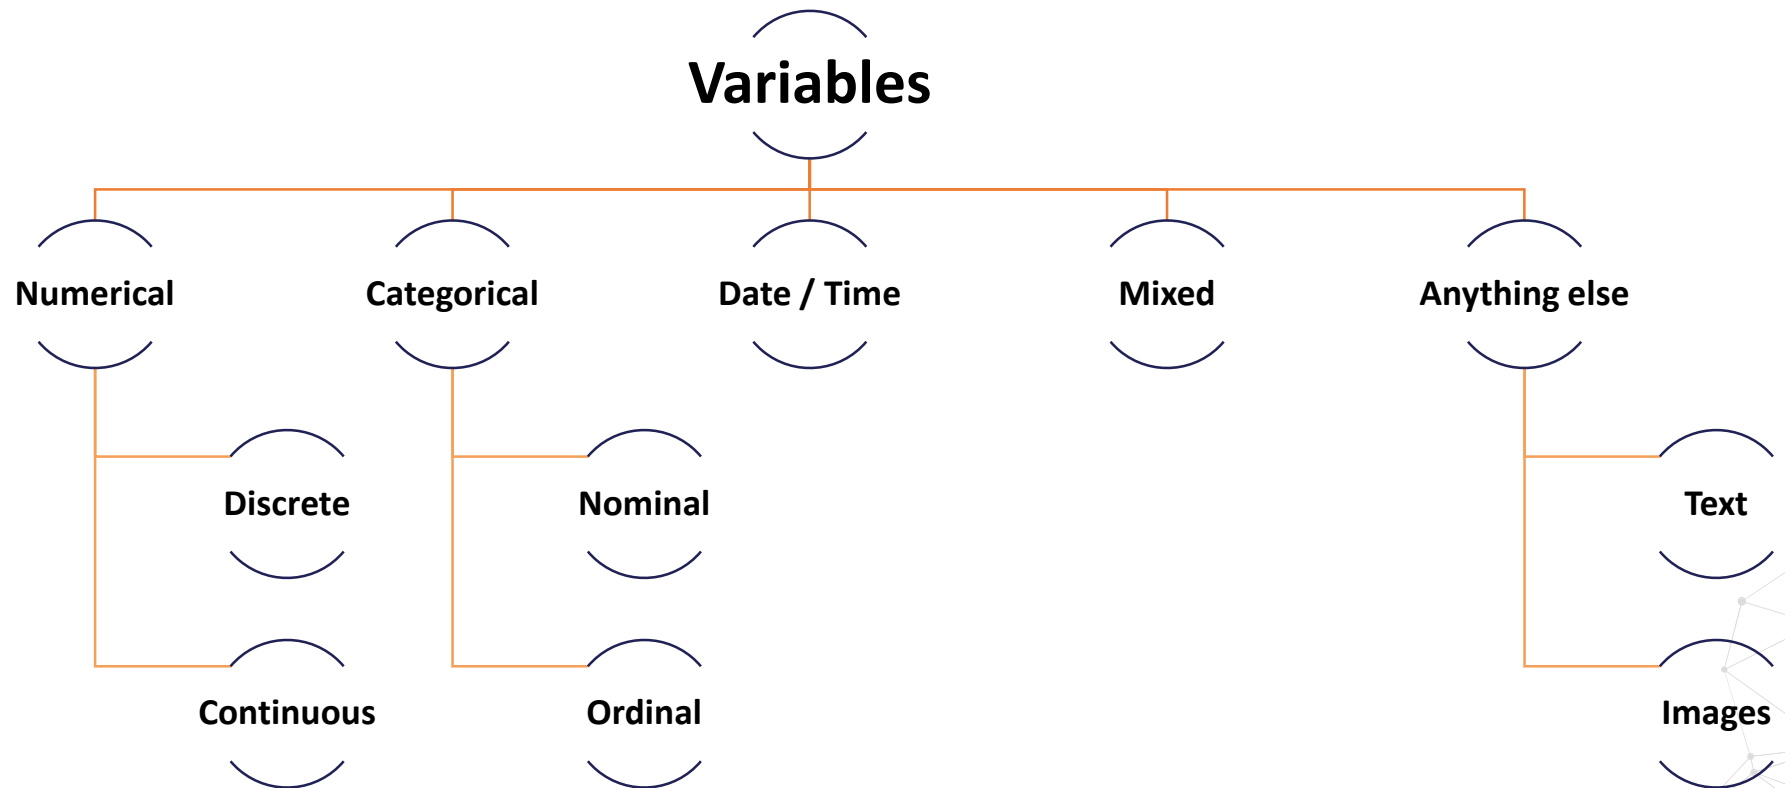 Variables
Numerical
Categorical
Date / Time
Mixed
Anything else
Discrete
Nominal
Text
Continuous
Ordinal
Images